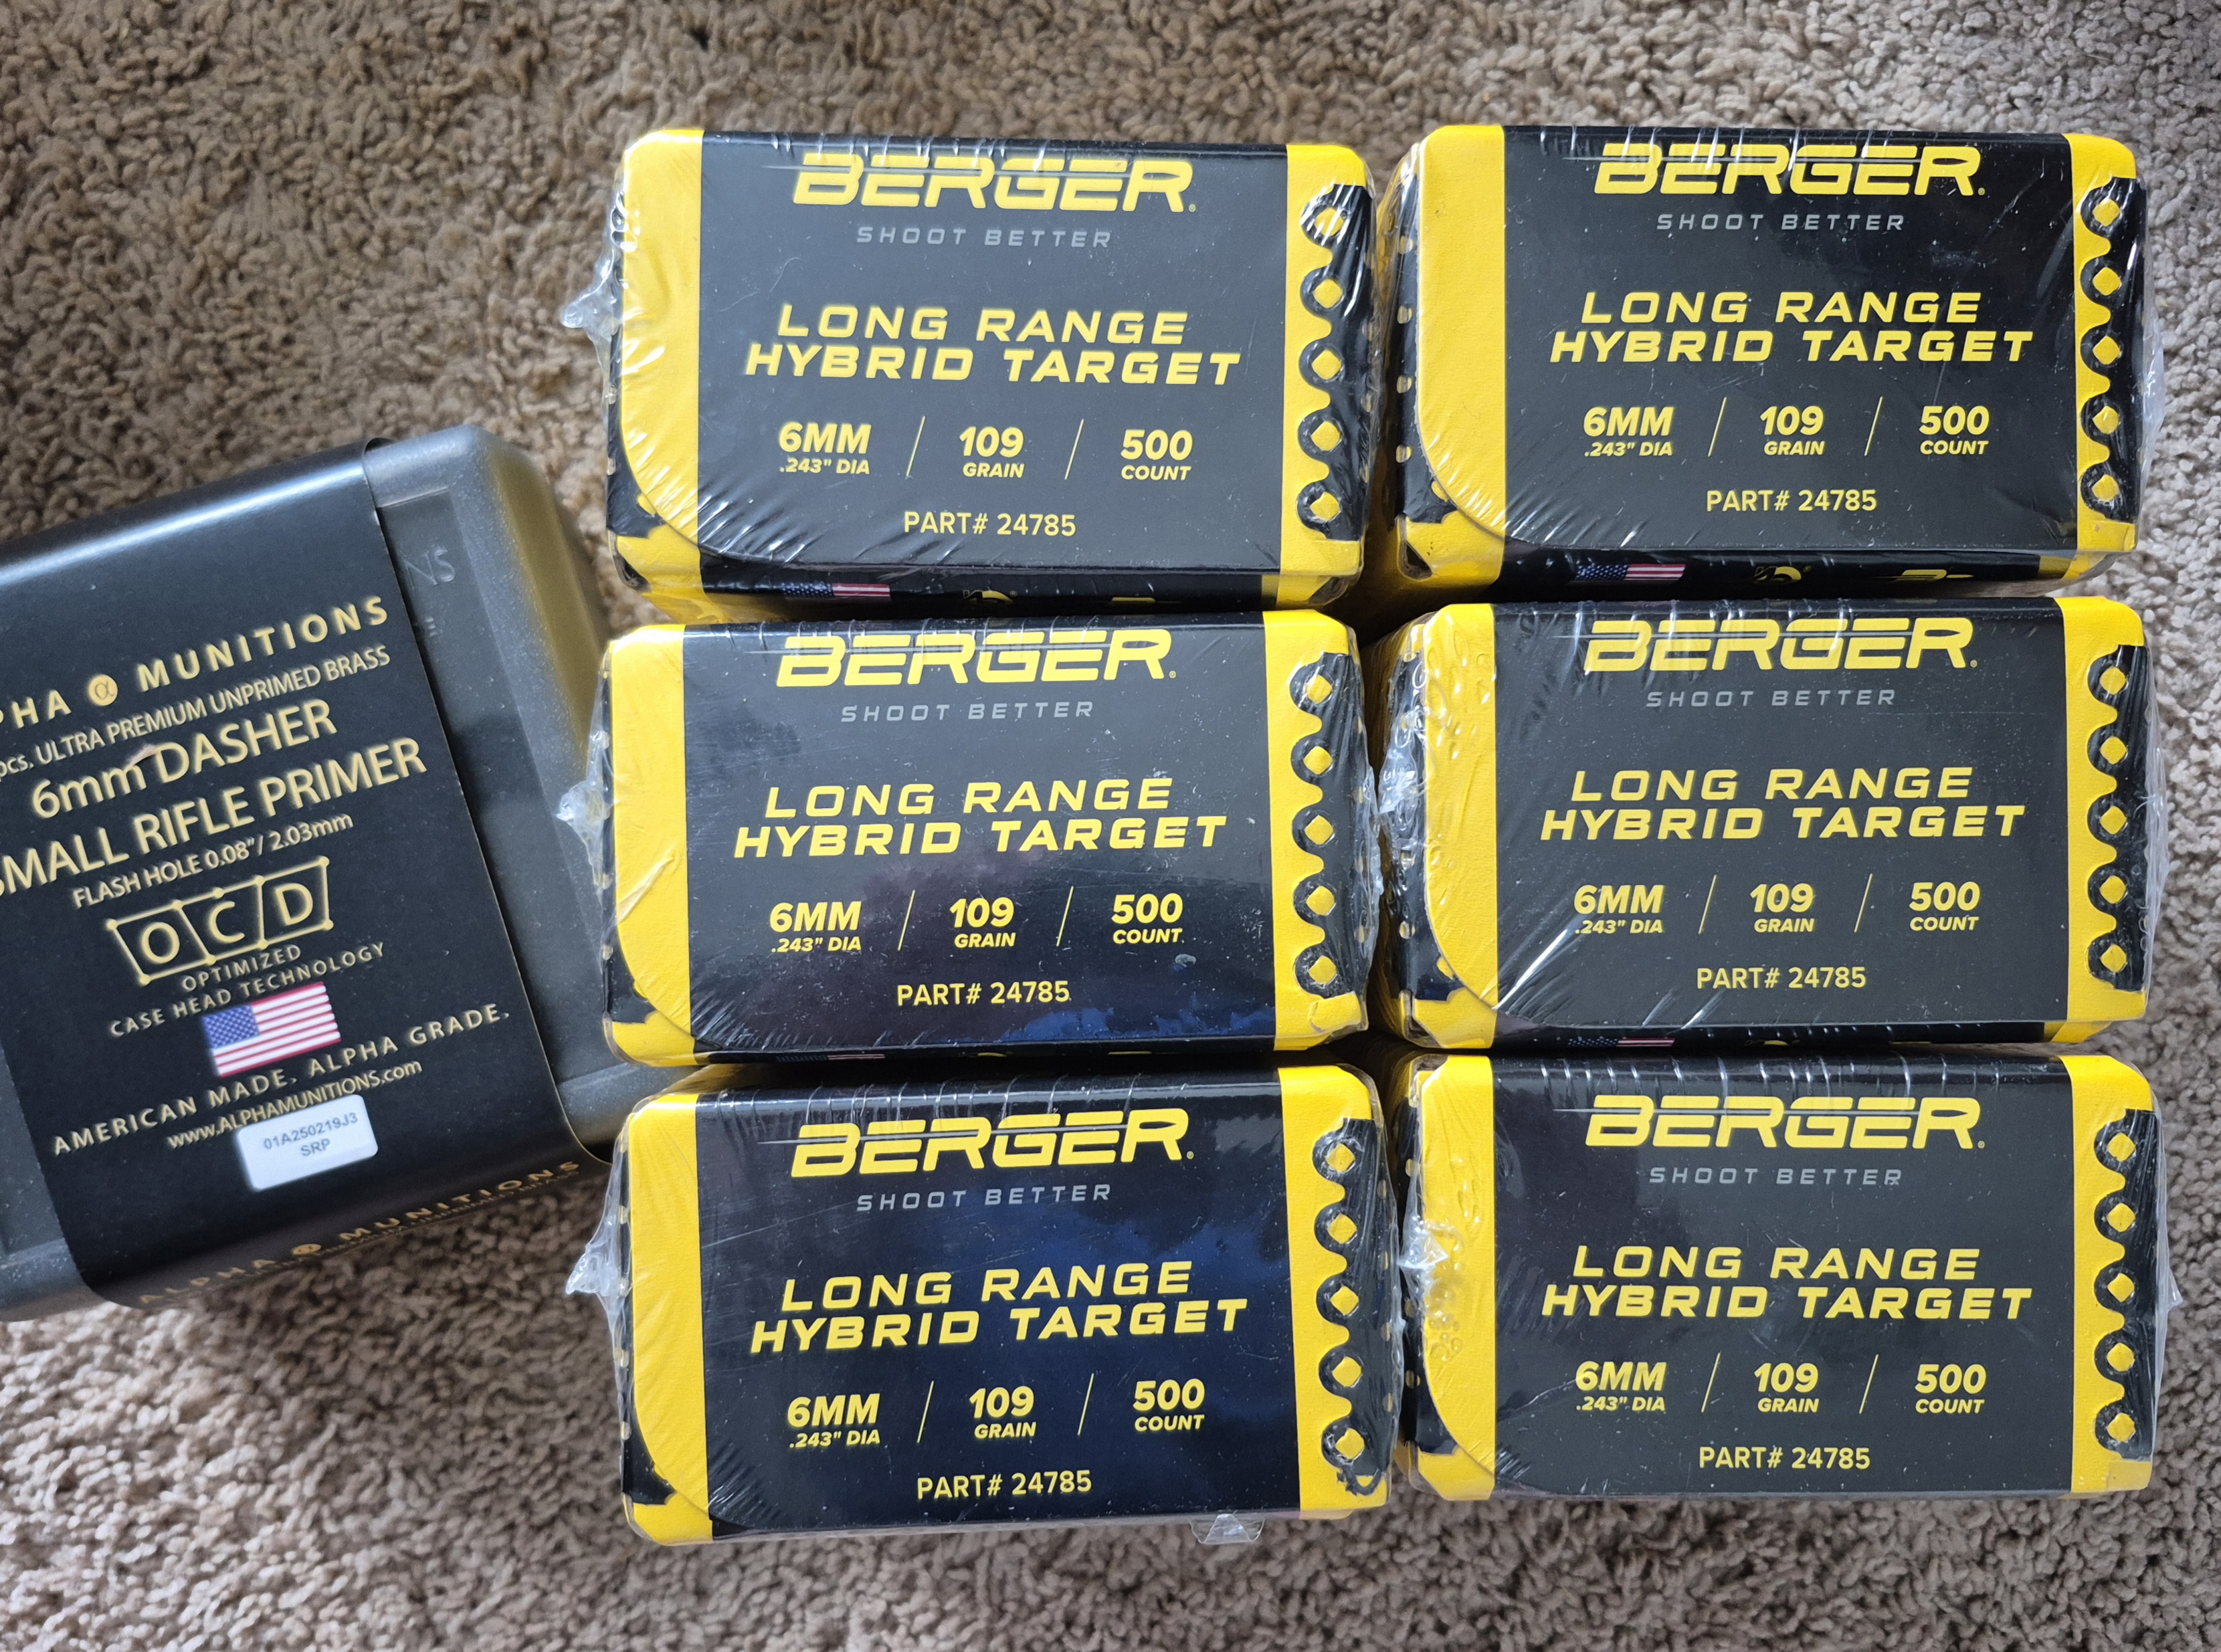 MUNITIONS
pcs. ULTRA PREMIUM UNPRIMED BRASS
6mm DASHER
SMALL RIFLE PRIMER
FLASH HOLE 0.08"/ 2.03mm
OCD
OPTIMIZED
CASE HEAD TECHNOLOGY
AMERICAN MADE. ALPHA GRADE.
www.ALPHAMUNITIONS.com
01A250219J3
SRP
ALPHA MUNITIONS
BERGER®
SHOOT BETTER
LONG RANGE
HYBRID TARGET
6MM / 109 / 500
.243" DIA GRAIN COUNT
PART# 24785
BERGER®
SHOOT BETTER
LONG RANGE
HYBRID TARGET
6MM / 109 / 500
.243" DIA GRAIN COUNT
PART# 24785
BERGER®
SHOOT BETTER
LONG RANGE
HYBRID TARGET
6MM / 109 / 500
.243" DIA GRAIN COUNT
PART# 24785
BERGER®
SHOOT BETTER
LONG RANGE
HYBRID TARGET
6MM / 109 / 500
.243" DIA GRAIN COUNT
PART# 24785
BERGER®
SHOOT BETTER
LONG RANGE
HYBRID TARGET
6MM / 109 / 500
.243" DIA GRAIN COUNT
PART# 24785
BERGER®
SHOOT BETTER
LONG RANGE
HYBRID TARGET
6MM / 109 / 500
.243" DIA GRAIN COUNT
PART# 24785